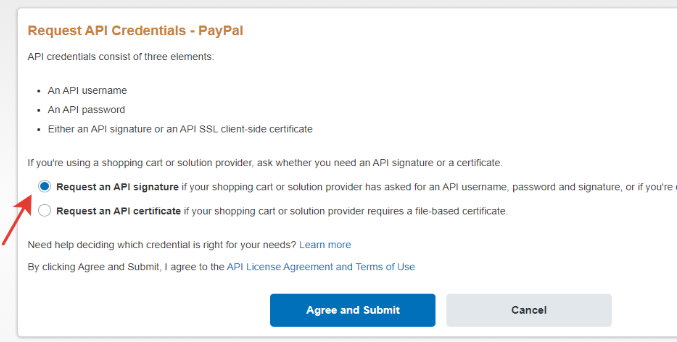 Request API Credentials - PayPal
API credentials consist of three elements:
An API username
An API password
Either an API signature or an API SSL client-side certificate
If you're using a shopping cart or solution provider, ask whether you need an API signature or a certificate.
Request an API signature if your shopping cart or solution provider has asked for an API username, password and signature, or if you're
Request an API certificate if your shopping cart or solution provider requires a file-based certificate.
Need help deciding which credential is right for your needs? Learn more
By clicking Agree and Submit, I agree to the API License Agreement and Terms of Use
Agree and Submit
Cancel